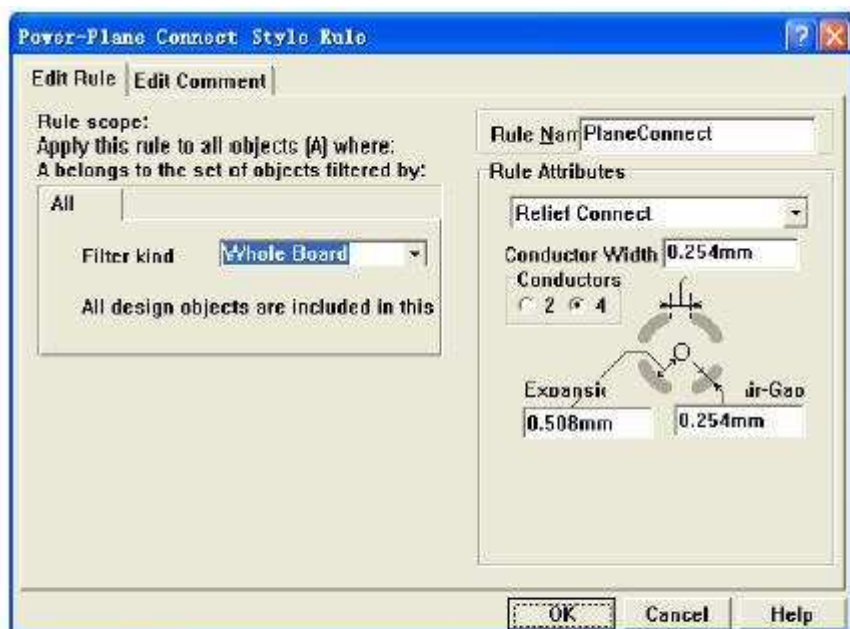 Power-Plane Connect Style Rule
Edit Rule
Edit Comment
Rule scope:
Apply this rule to all objects (A) where:
A belongs to the set of objects filtered by:
All
Filter kind
Whole Board
All design objects are included in this
Rule Nam
PlaneConnect
Rule Attributes
Relief Connect
Conductor Width
0.254mm
Conductors
2
4
Expansic
ir-Gap
0.508mm
0.254mm
OK
Cancel
Help